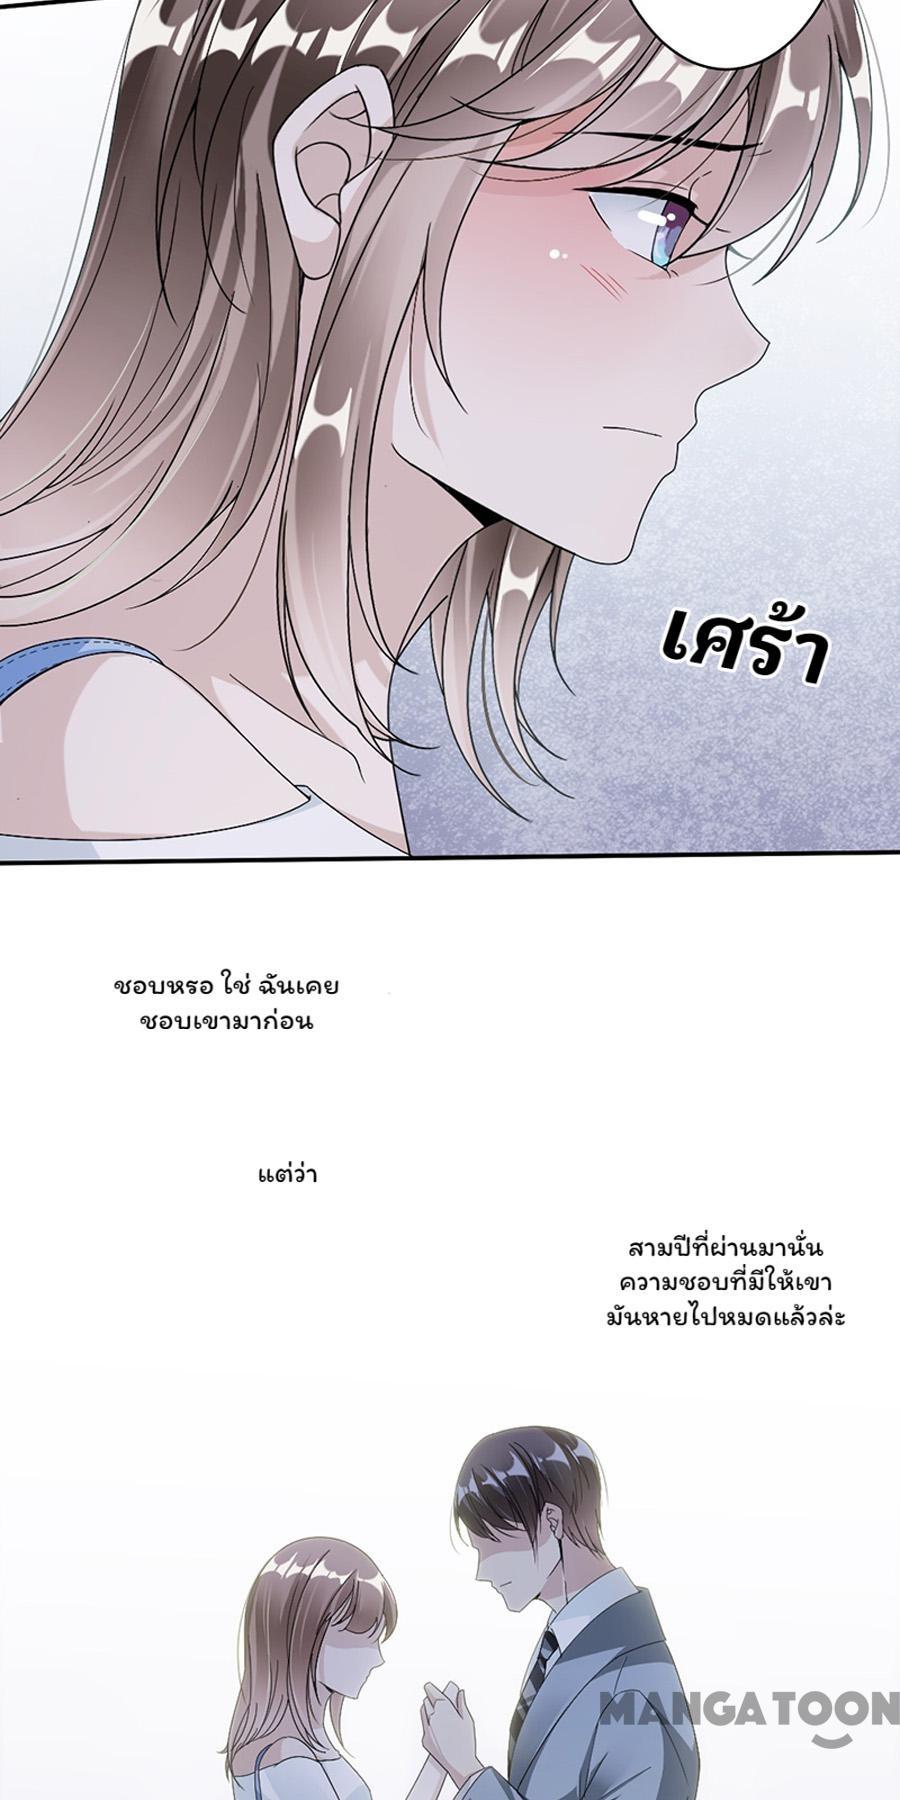 เศร้า
ชอบหรอ ใช่ ฉันเคย
ชอบเขามาก่อน
แต่ว่า
สามปีที่ผ่านมานั่น
ความชอบที่มีให้เขา
มันหายไปหมดแล้วล่ะ
MANGATOON